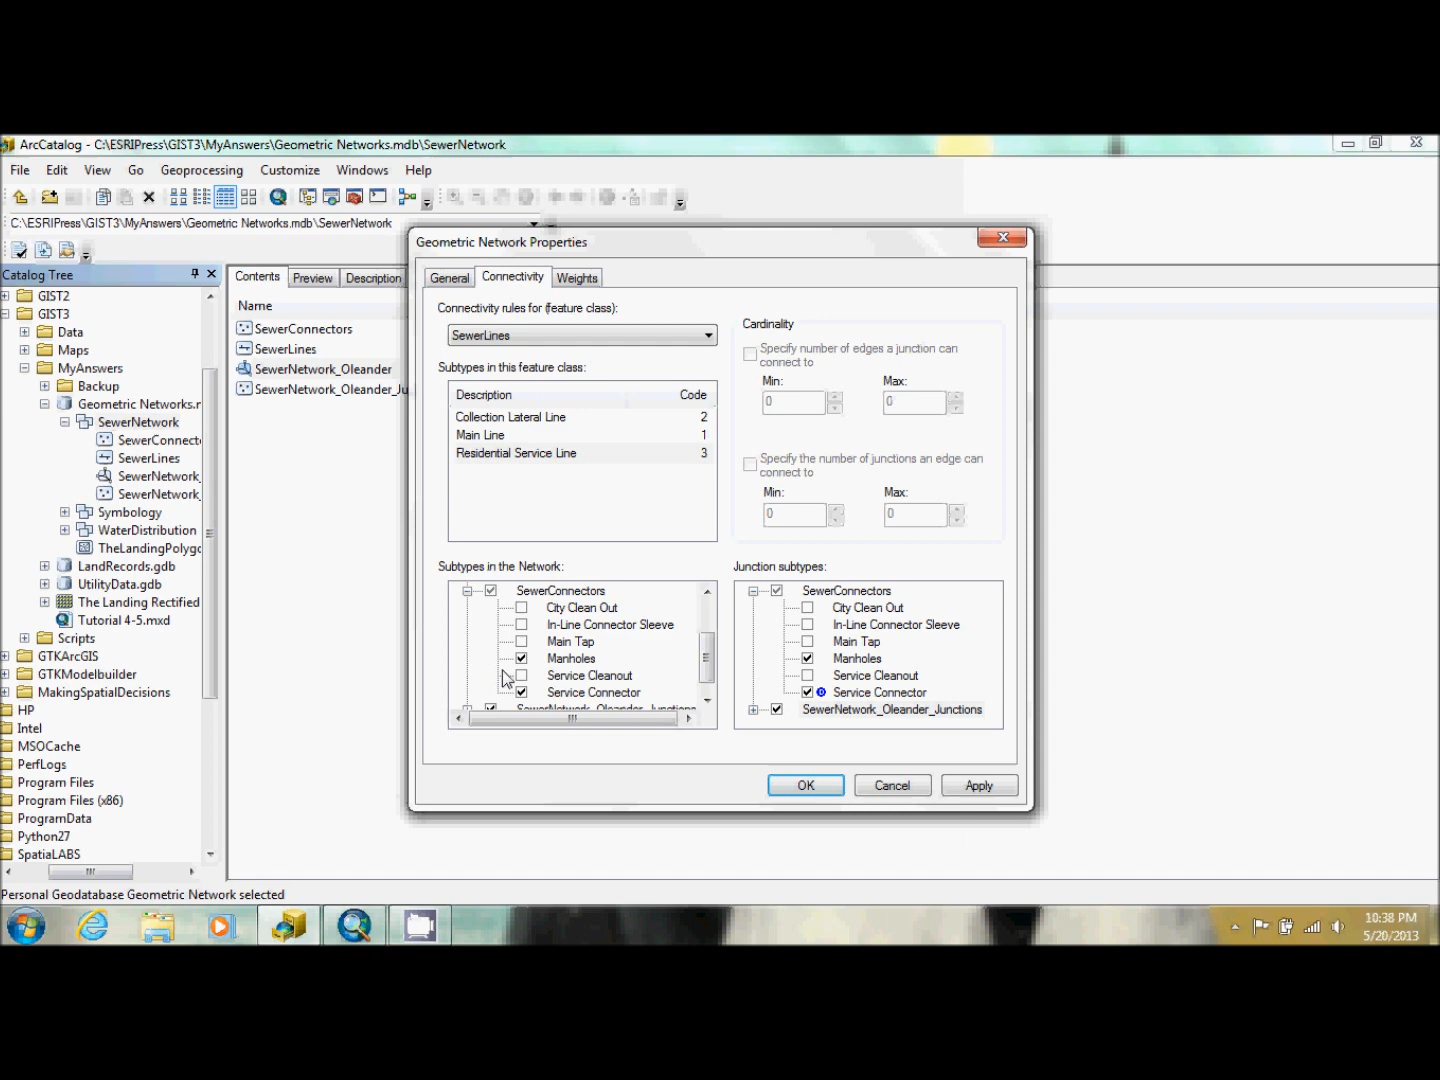 ArcCatalog - C:\ESRIPress\GIST3\MyAnswers\Geometric Networks.mdb\SewerNetwork
File Edit View Go Geoprocessing Customize Windows Help
C:\ESRIPress\GIST3\MyAnswers\Geometric Networks.mdb\SewerNetwork
Catalog Tree
GIST2
GIST3
Data
Maps
MyAnswers
Backup
Geometric Networks.r
SewerNetwork
SewerConnecto
SewerLines
SewerNetwork_
SewerNetwork_
Symbology
WaterDistribution
TheLandingPolygo
LandRecords.gdb
UtilityData.gdb
The Landing Rectified
Tutorial 4-5.mxd
Scripts
GTKArcGIS
GTKModelbuilder
MakingSpatialDecisions
HP
Intel
MSOCache
PerfLogs
Program Files
Program Files (x86)
ProgramData
Python27
SpatiaLABS
Contents Preview Description
Name
SewerConnectors
SewerLines
SewerNetwork_Oleander
SewerNetwork_Oleander_Ju
Geometric Network Properties
General Connectivity Weights
Connectivity rules for (feature class):
SewerLines
Subtypes in this feature class:
Description Code
Collection Lateral Line 2
Main Line 1
Residential Service Line 3
Cardinality
Specify number of edges a junction can
connect to
Min: Max:
0 0
Specify the number of junctions an edge can
connect to
Min: Max:
0 0
Subtypes in the Network:
SewerConnectors
City Clean Out
In-Line Connector Sleeve
Main Tap
Manholes
Service Cleanout
Service Connector
SewerNetwork_Oleander_Junctions
Junction subtypes:
SewerConnectors
City Clean Out
In-Line Connector Sleeve
Main Tap
Manholes
Service Cleanout
Service Connector
SewerNetwork_Oleander_Junctions
OK Cancel Apply
Personal Geodatabase Geometric Network selected
10:38 PM
5/20/2013